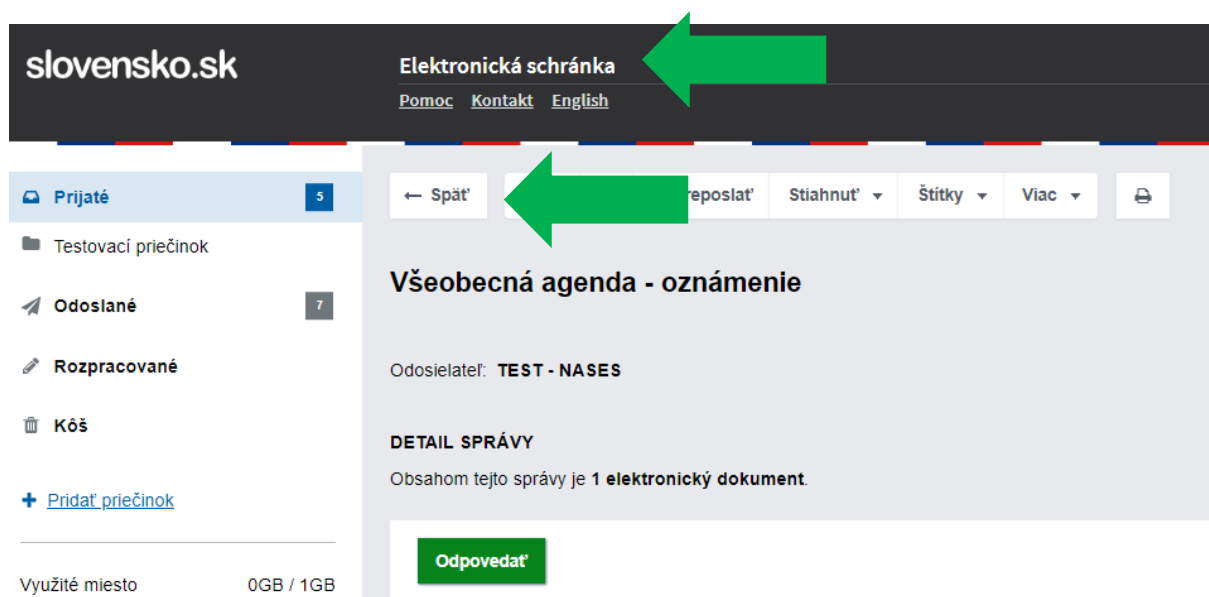 slovensko.sk
Elektronická schránka
Pomoc Kontakt English
Prijaté 5
Testovací priečinok
Odoslané 7
Rozpracované
Kôš
+ Pridať priečinok
Využité miesto 0GB / 1GB
← Späť Stiahnuť Štítky Viac
Všeobecná agenda - oznámenie
Odosielateľ: TEST - NASES
DETAIL SPRÁVY
Obsahom tejto správy je 1 elektronický dokument.
Odpovedať